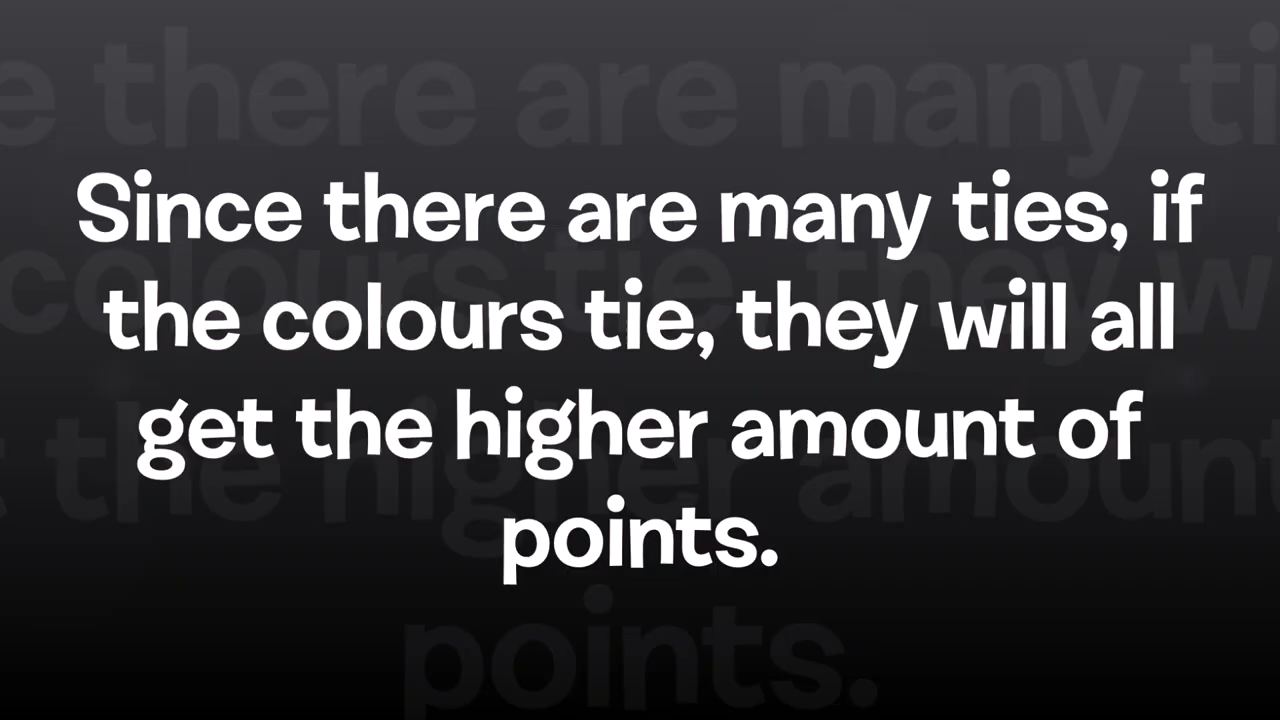 Since there are many ties, if
the colours tie, they will all
get the higher amount of
points.